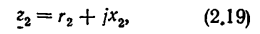 z₂ = r₂ + jx₂, (2.19)